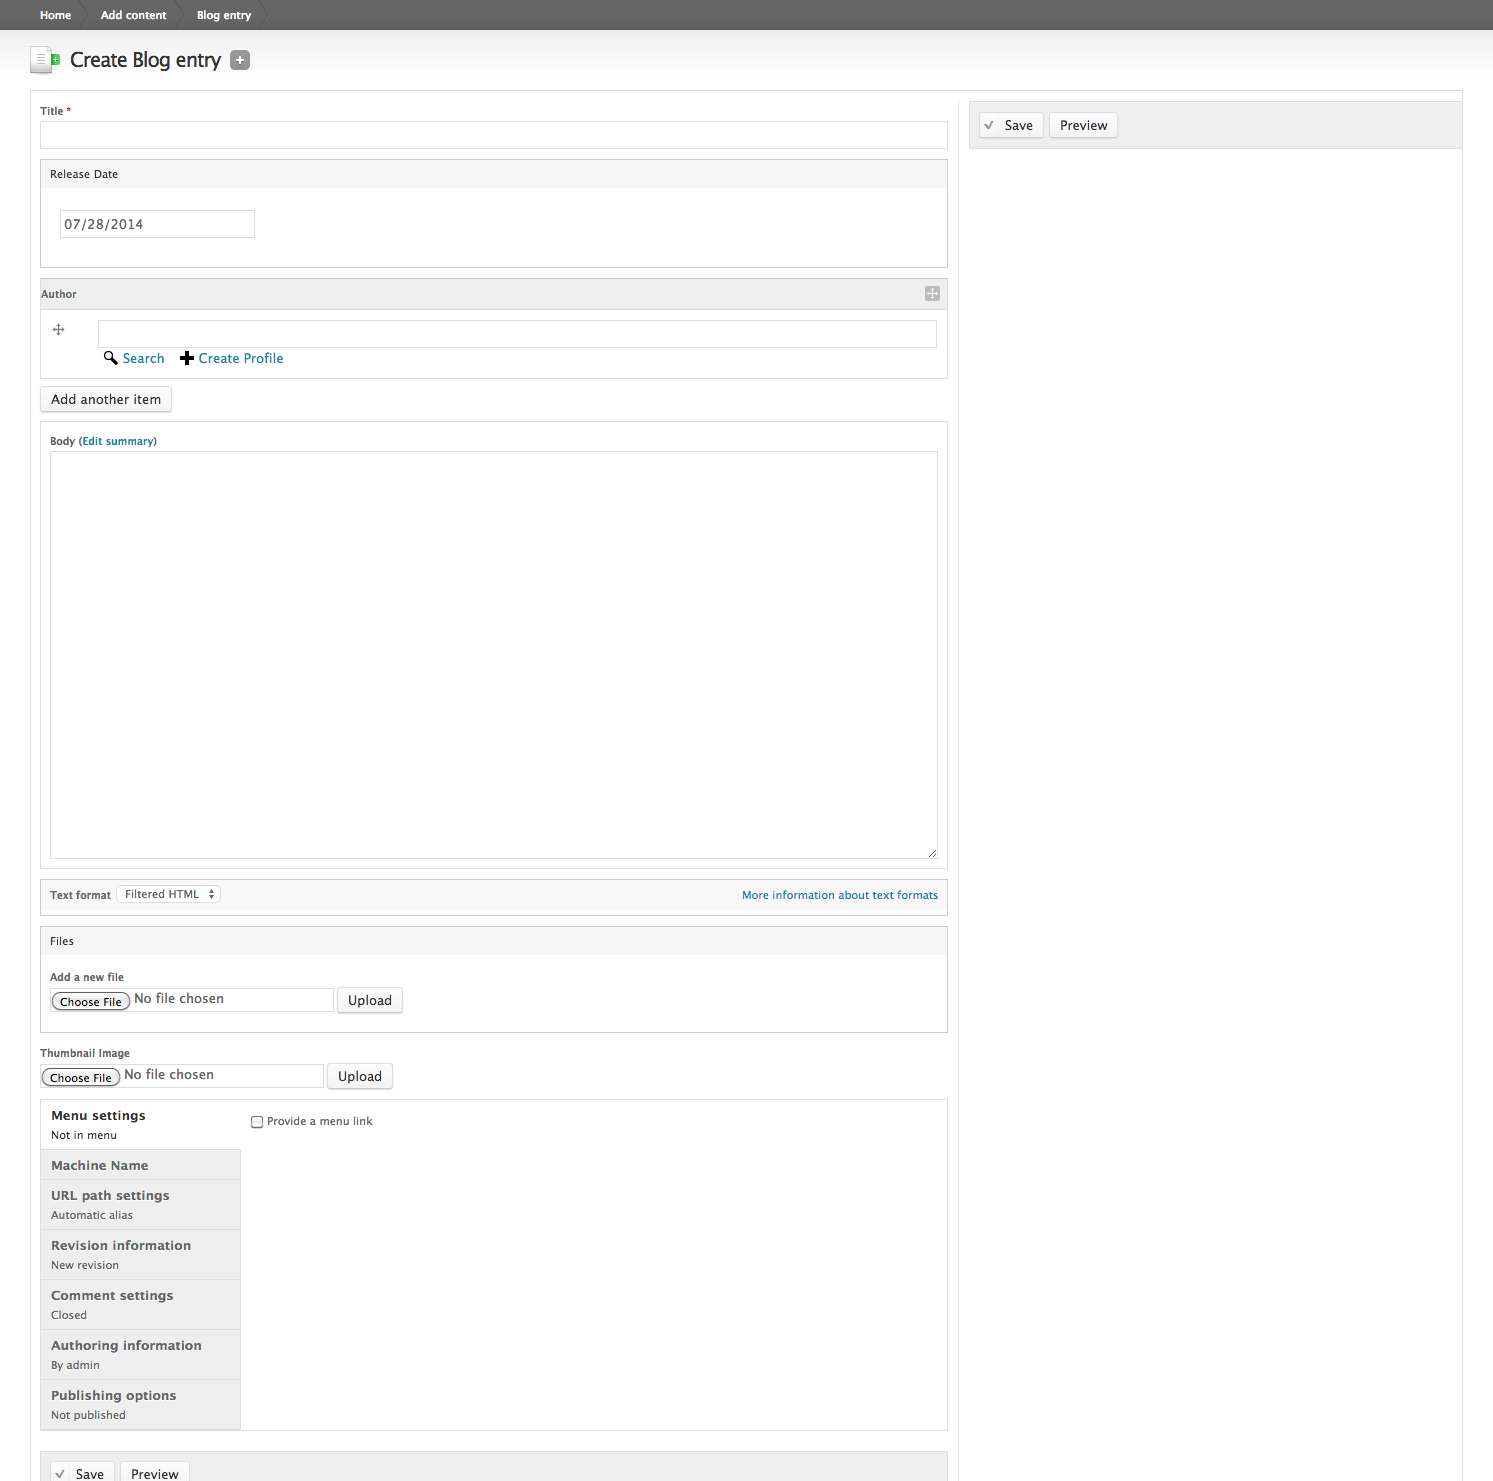 Home Add content Blog entry
Create Blog entry
Title *
Save Preview
Release Date
07/28/2014
Author
Search Create Profile
Add another item
Body (Edit summary)
Text format Filtered HTML More information about text formats
Files
Add a new file
Choose File No file chosen Upload
Thumbnail Image
Choose File No file chosen Upload
Menu settings
Not in menu
Provide a menu link
Machine Name
URL path settings
Automatic alias
Revision information
New revision
Comment settings
Closed
Authoring information
By admin
Publishing options
Not published
Save Preview